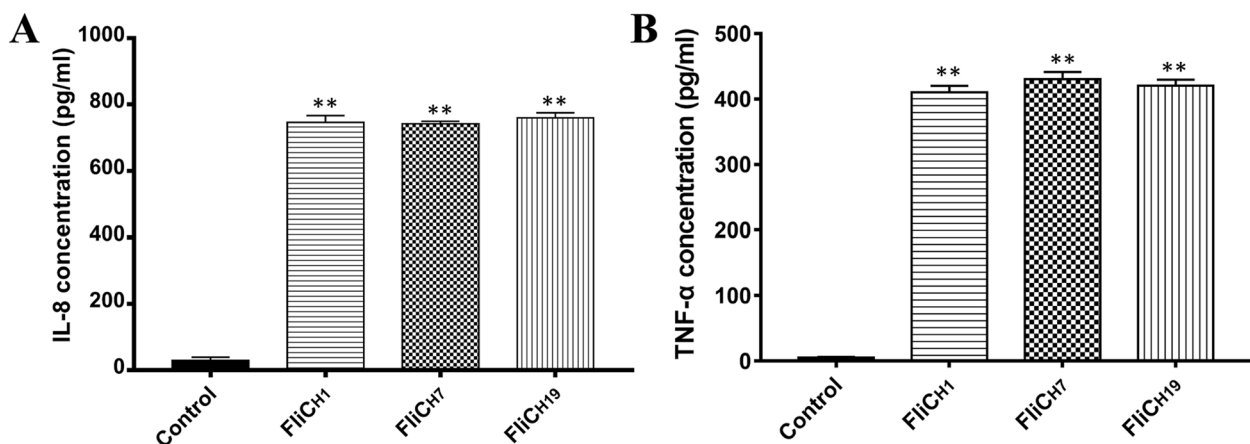 A
IL-8 concentration (pg/ml)
1000
800
600
400
200
0
**
**
**
Control
FliCH1
FliCH7
FliCH19
B
TNF-α concentration (pg/ml)
500
400
300
200
100
0
**
**
**
Control
FliCH1
FliCH7
FliCH19